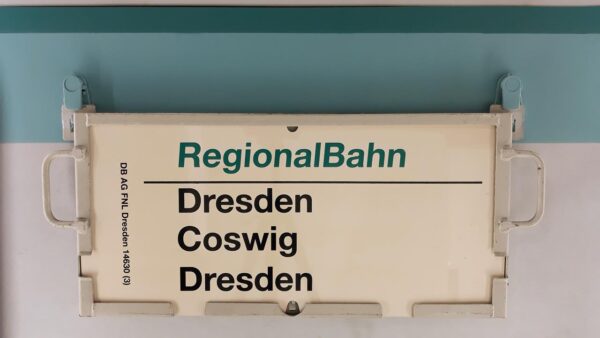 RegionalBahn
Dresden
Coswig
Dresden
DB AG FNL Dresden 14630 (3)